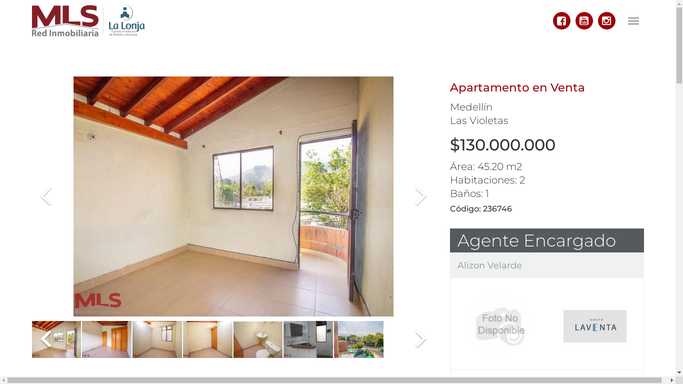 MLS
Red Inmobiliaria
La Lonja
Apartamento en Venta
Medellín
Las Violetas
$130.000.000
Área: 45.20 m2
Habitaciones: 2
Baños: 1
Código: 236746
Agente Encargado
Alizon Velarde
MLS
Foto No
Disponible
LAVENTA